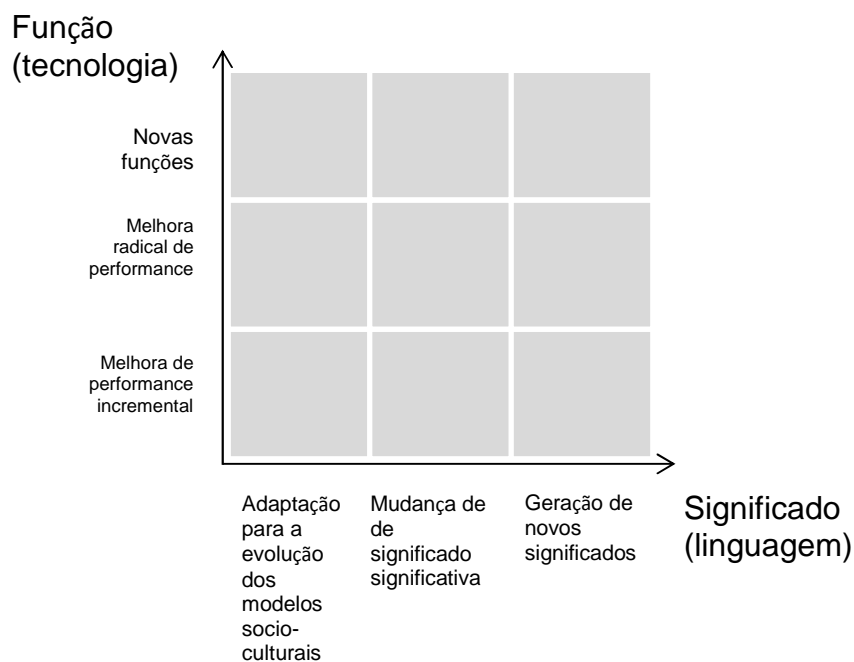 Função
(tecnologia)
Novas
funções
Melhora
radical de
performance
Melhora de
performance
incremental
Adaptação
para a
evolução
dos
modelos
socio-
culturais
Mudança de
de
significado
significativa
Geração de
novos
significados
Significado
(linguagem)